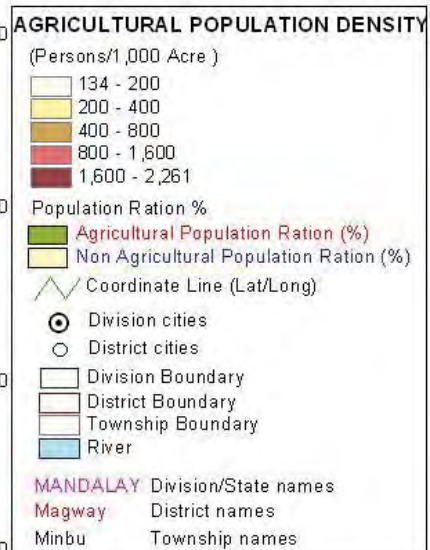 AGRICULTURAL POPULATION DENSITY
(Persons/1,000 Acre )
134 - 200
200 - 400
400 - 800
800 - 1,600
1,600 - 2,261
Population Ration %
Agricultural Population Ration (%)
Non Agricultural Population Ration (%)
Coordinate Line (Lat/Long)
Division cities
District cities
Division Boundary
District Boundary
Township Boundary
River
MANDALAY Division/State names
Magway District names
Minbu Township names